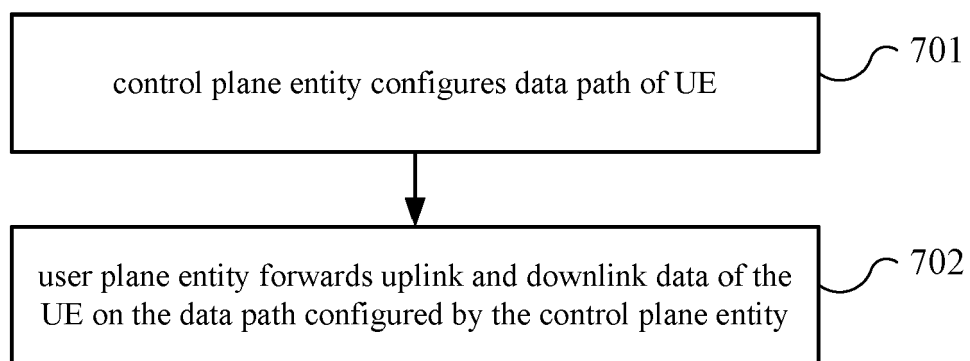 control plane entity configures data path of UE
701
user plane entity forwards uplink and downlink data of the
UE on the data path configured by the control plane entity
702